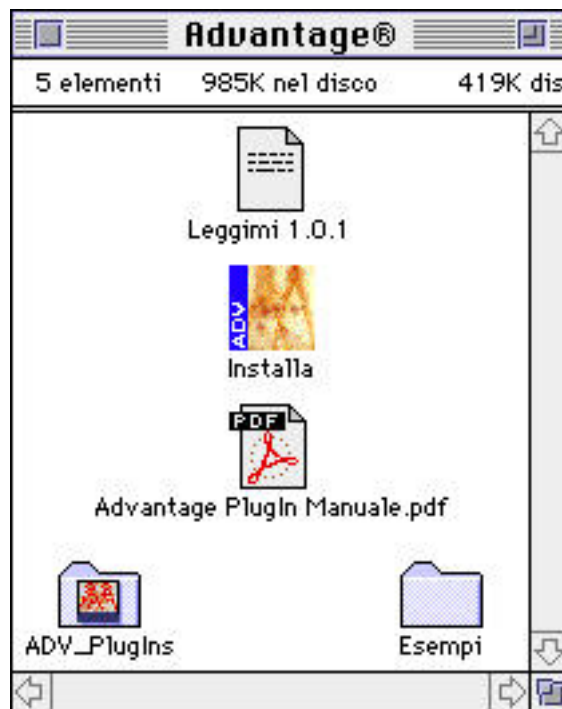 Advantage®
5 elementi 985K nel disco 419K dis
Leggimi 1.0.1
ADV
Installa
PDF
Advantage PlugIn Manuale.pdf
ADV_PlugIns
Esempi